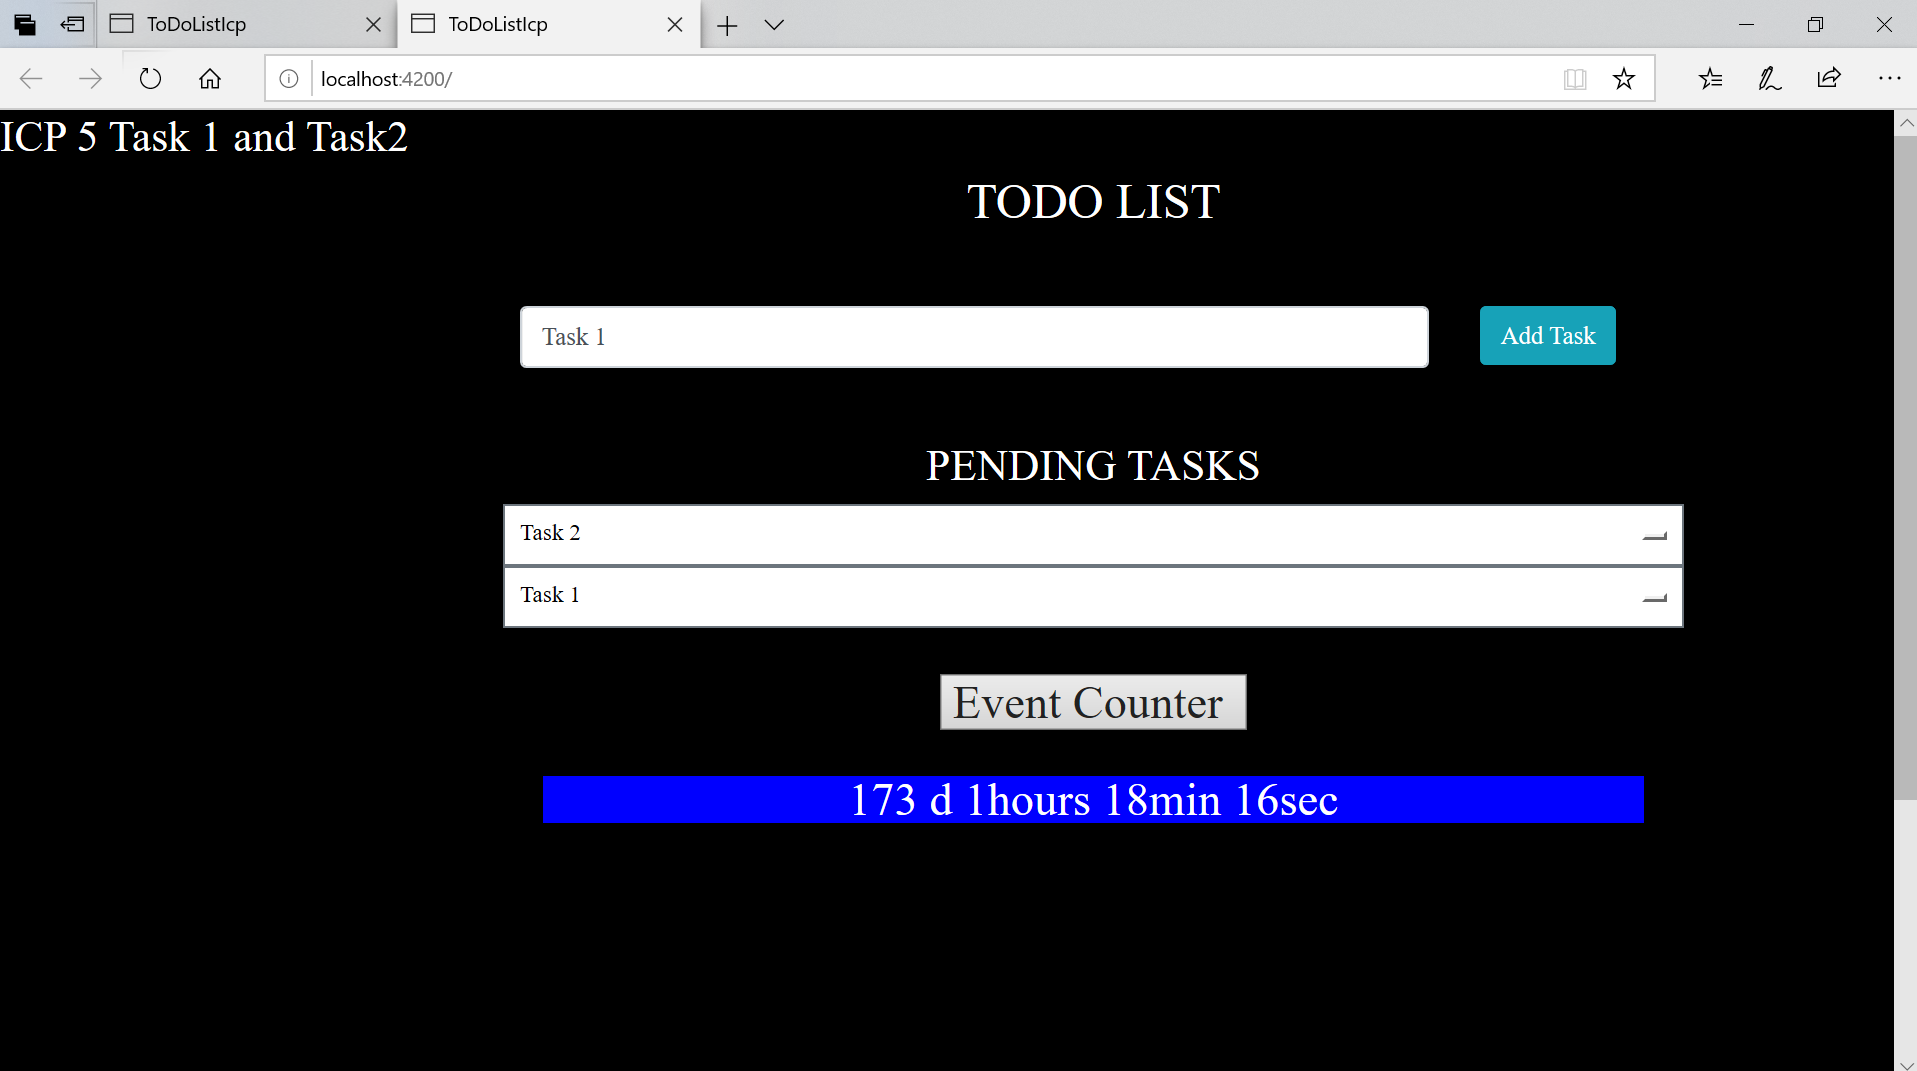 ToDoListIcp
ToDoListIcp
localhost:4200/
ICP 5 Task 1 and Task2
TODO LIST
Task 1
Add Task
PENDING TASKS
Task 2
Task 1
Event Counter
173 d 1hours 18min 16sec